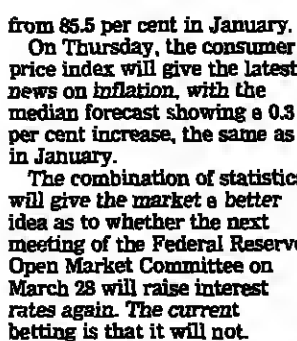 from 85.5 per cent in January.
On Thursday, the consumer
price index will give the latest
news on inflation, with the
median forecast showing a 0.3
per cent increase, the same as
in January.
The combination of statistics
will give the market a better
idea as to whether the next
meeting of the Federal Reserve
Open Market Committee on
March 28 will raise interest
rates again. The current
betting is that it will not.